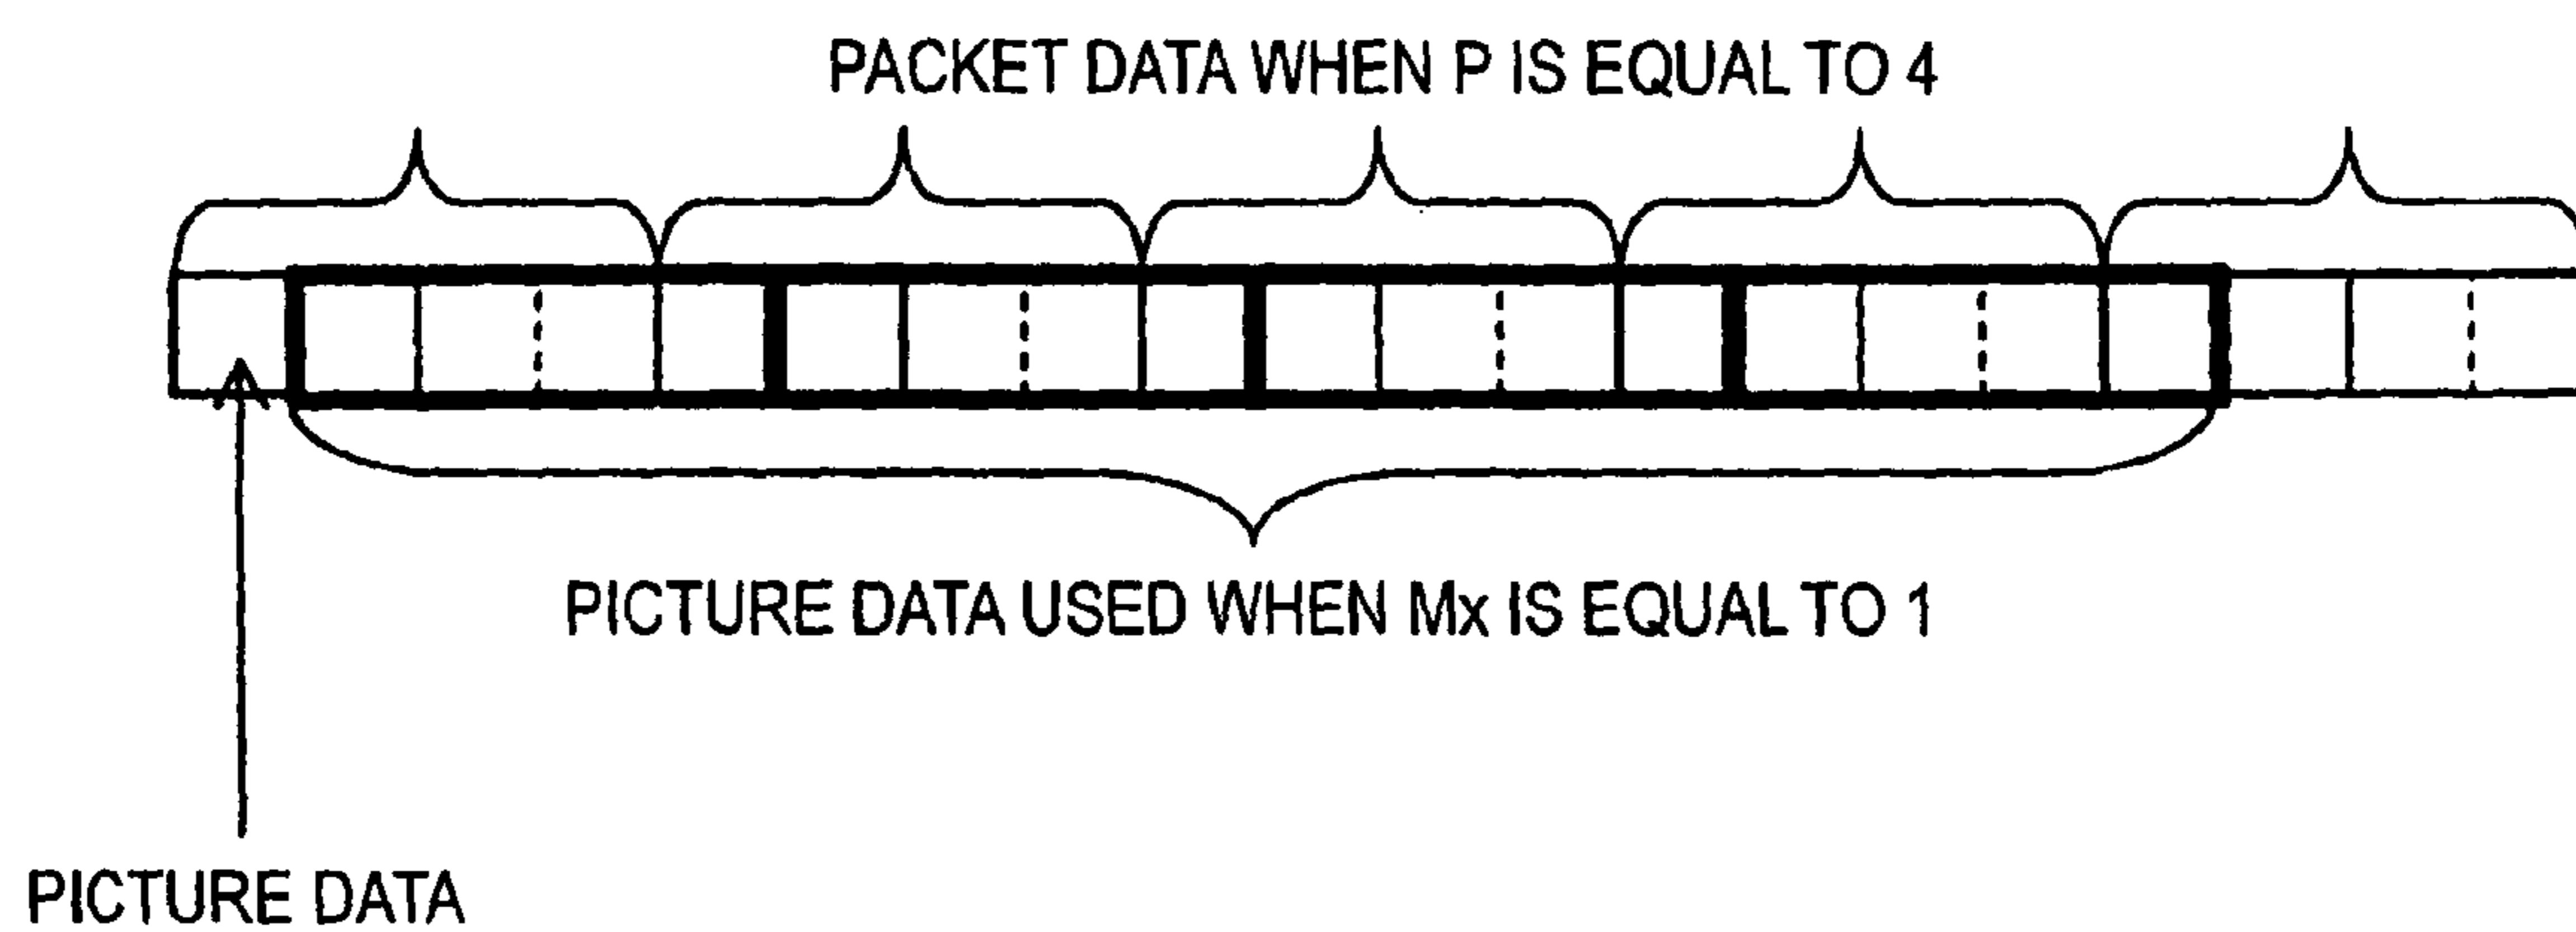 PACKET DATA WHEN P IS EQUAL TO 4
PICTURE DATA USED WHEN Mx IS EQUAL TO 1
PICTURE DATA